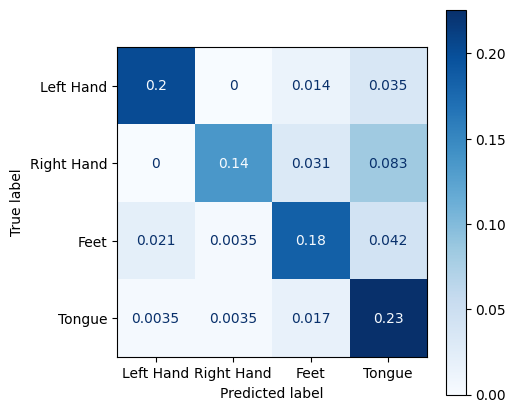 0.20
Left Hand 0.2 0 0.014 0.035
0.15
Right Hand 0 0.14 0.031 0.083
True label
0.10
Feet 0.021 0.0035 0.18 0.042
0.05
Tongue 0.0035 0.0035 0.017 0.23
0.00
Left Hand Right Hand Feet Tongue
Predicted label